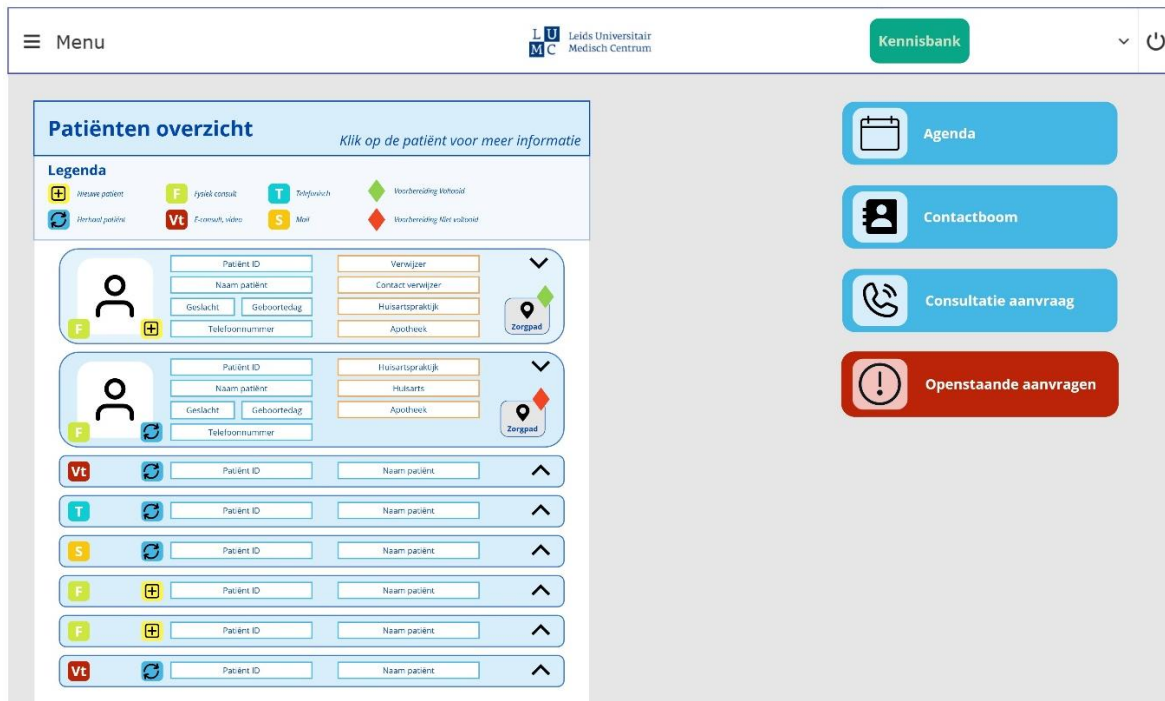 Menu
L U Leids Universitair
M C Medisch Centrum
Kennisbank
Patiënten overzicht
Klik op de patiënt voor meer informatie
Legenda
Nieuwe patiënt F Fysiek consult T Telefonisch Voorbereiding Voltooid
Herhaal patiënt Vt E-consult, video S Mail Voorbereiding Niet voltooid
Patiënt ID Verwijzer
Naam patiënt Contact verwijzer
Geslacht Geboortedag Huisartspraktijk
F Telefoonnummer Apotheek Zorgpad
Patiënt ID Huisartspraktijk
Naam patiënt Huisarts
Geslacht Geboortedag Apotheek
F Telefoonnummer Zorgpad
Vt Patiënt ID Naam patiënt
T Patiënt ID Naam patiënt
S Patiënt ID Naam patiënt
F Patiënt ID Naam patiënt
F Patiënt ID Naam patiënt
Vt Patiënt ID Naam patiënt
Agenda
Contactboom
Consultatie aanvraag
Openstaande aanvragen